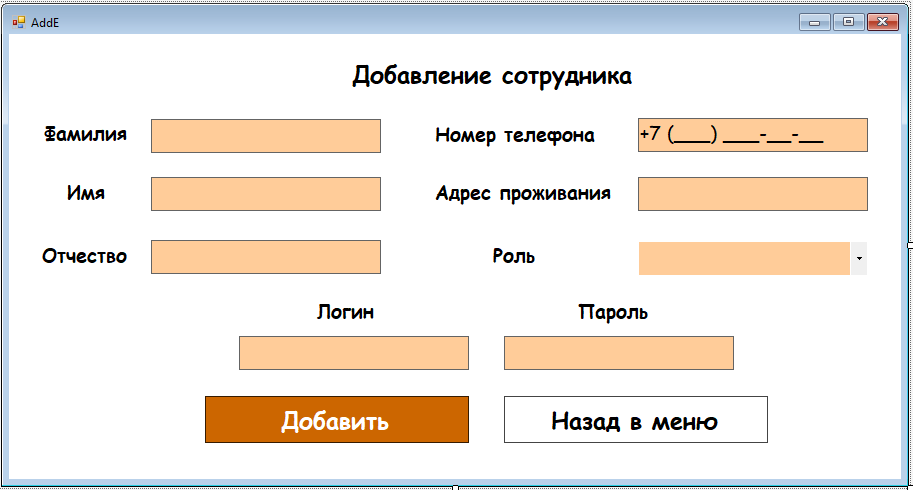 AddE
Добавление сотрудника
Фамилия
Номер телефона
+7 (___) ___-__-__
Имя
Адрес проживания
Отчество
Роль
Логин
Пароль
Добавить
Назад в меню